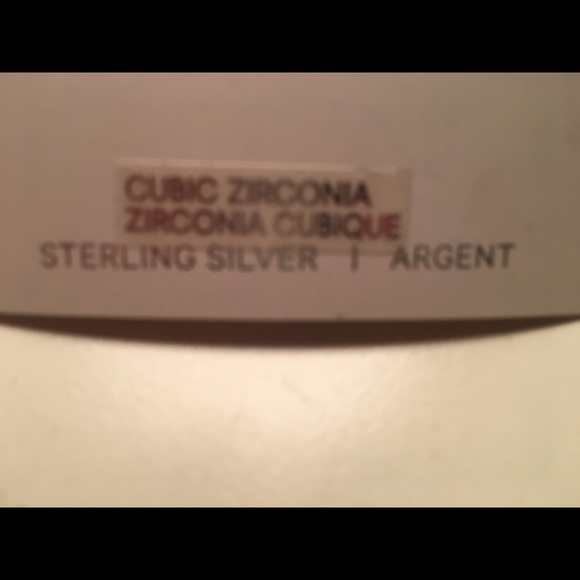 CUBIC ZIRCONIA
ZIRCONIA CUBIQUE
STERLING SILVER | ARGENT